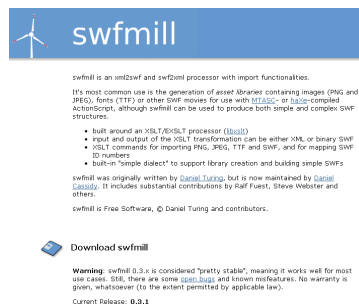 swfmill
swfmill is an xml2swf and swf2xml processor with import functionalities.
It's most common use is the generation of asset libraries containing images (PNG and
JPEG), fonts (TTF) or other SWF movies for use with MTASC- or haXe-compiled
ActionScript, although swfmill can be used to produce both simple and complex SWF
structures.
built around an XSLT/EXSLT processor (libxslt)
input and output of the XSLT transformation can be either XML or binary SWF
XSLT commands for importing PNG, JPEG, TTF and SWF, and for mapping SWF
ID numbers
built-in "simple dialect" to support library creation and building simple SWFs
swfmill was originally written by Daniel Turing, but is now maintained by Daniel
Cassidy. It includes substantial contributions by Ralf Fuest, Steve Webster and
others.
swfmill is Free Software, © Daniel Turing and contributors.
Download swfmill
Warning: swfmill 0.3.x is considered "pretty stable", meaning it works well for most
use cases. Still, there are some open bugs and known misfeatures. No warranty is
given, whatsoever (to the extent permitted by applicable law).
Current Release: 0.3.1